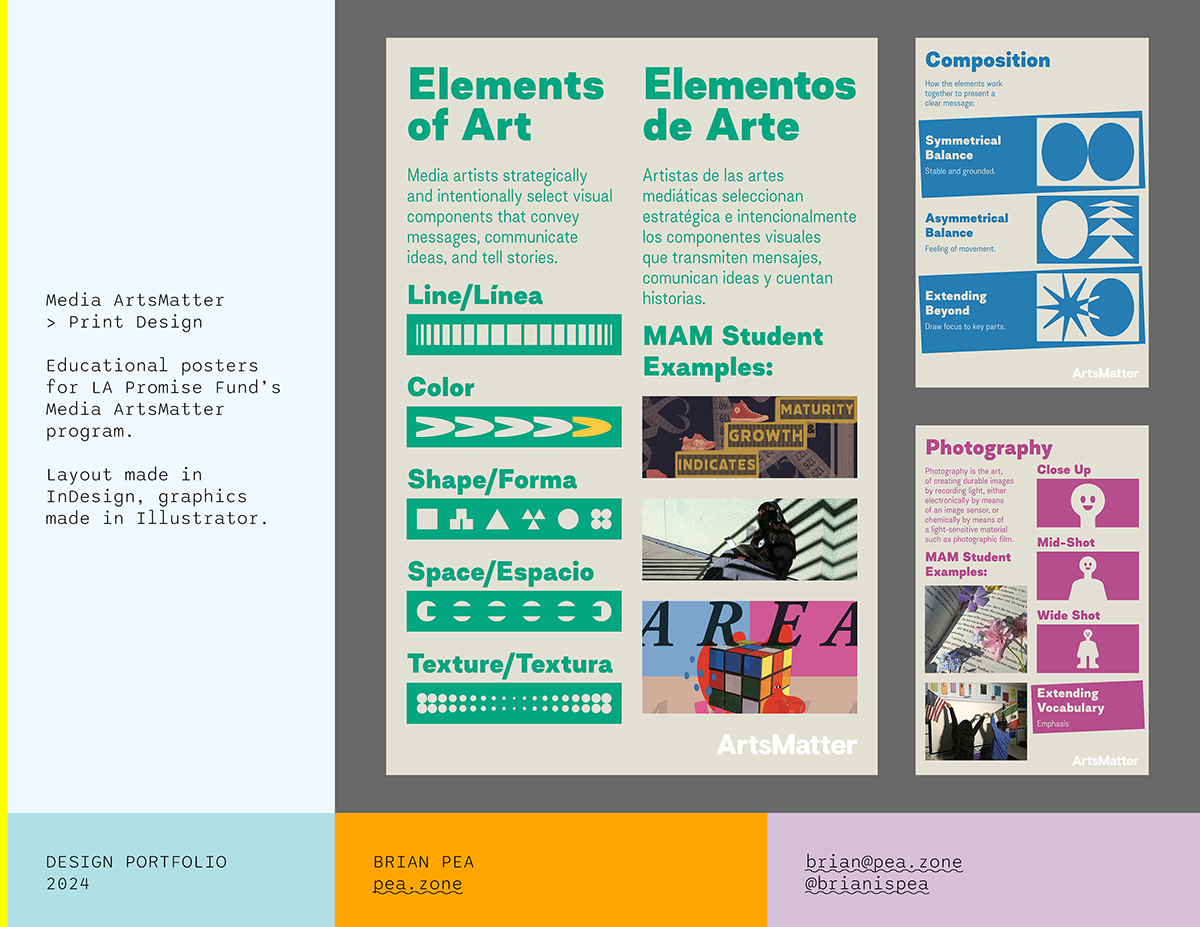 Media ArtsMatter
> Print Design
Educational posters
for LA Promise Fund's
Media ArtsMatter
program.
Layout made in
InDesign, graphics
made in Illustrator.
Elements
of Art
Media artists strategically
and intentionally select visual
components that convey
messages, communicate
ideas, and tell stories.
Line/Línea
Color
Shape/Forma
Space/Espacio
Texture/Textura
Elementos
de Arte
Artistas de las artes
mediáticas seleccionan
estratégica e intencionalmente
los componentes visuales
que transmiten mensajes,
comunican ideas y cuentan
historias.
MAM Student
Examples:
MATURITY
&
GROWTH
INDICATES
AREA
ArtsMatter
Composition
How the elements work
together to present a
clear message:
Symmetrical
Balance
Stable and grounded.
Asymmetrical
Balance
Feeling of movement.
Extending
Beyond
Draw focus to key parts.
ArtsMatter
Photography
Photography is the art,
of creating durable images
by recording light, either
electronically by means
of an image sensor, or
chemically by means of
a light-sensitive material
such as photographic film.
MAM Student
Examples:
Close Up
Mid-Shot
Wide Shot
Extending
Vocabulary
Emphasis
ArtsMatter
DESIGN PORTFOLIO
2024
BRIAN PEA
pea.zone
brian@pea.zone
@brianispea